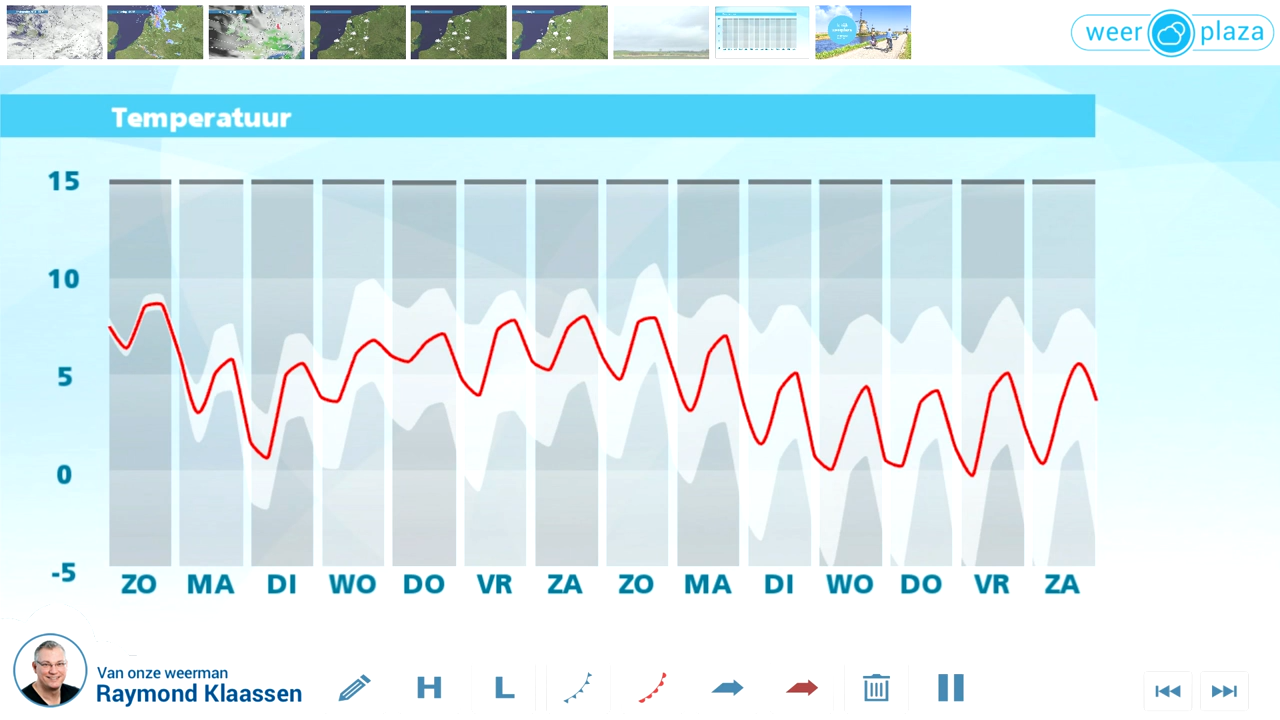 weer plaza
Temperatuur
15
10
5
0
-5
ZO MA DI WO DO VR ZA ZO MA DI WO DO VR ZA
Van onze weerman
Raymond Klaassen
H L